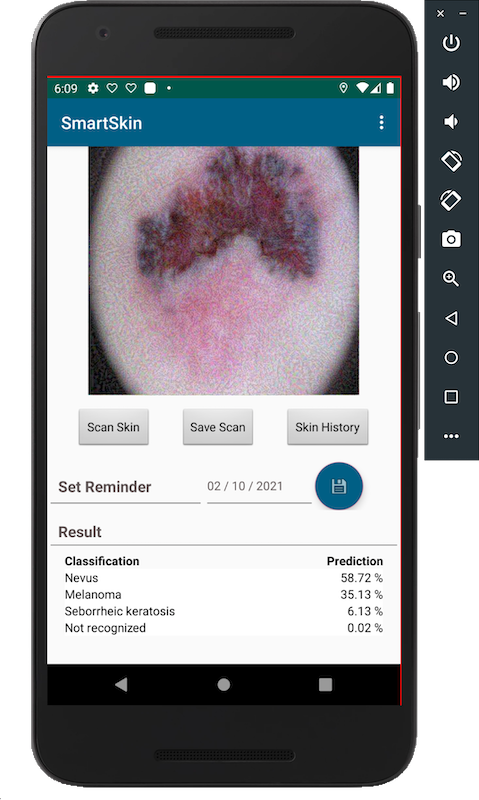 6:09
SmartSkin
Scan Skin Save Scan Skin History
Set Reminder 02 / 10 / 2021
Result
Classification Prediction
Nevus 58.72 %
Melanoma 35.13 %
Seborrheic keratosis 6.13 %
Not recognized 0.02 %